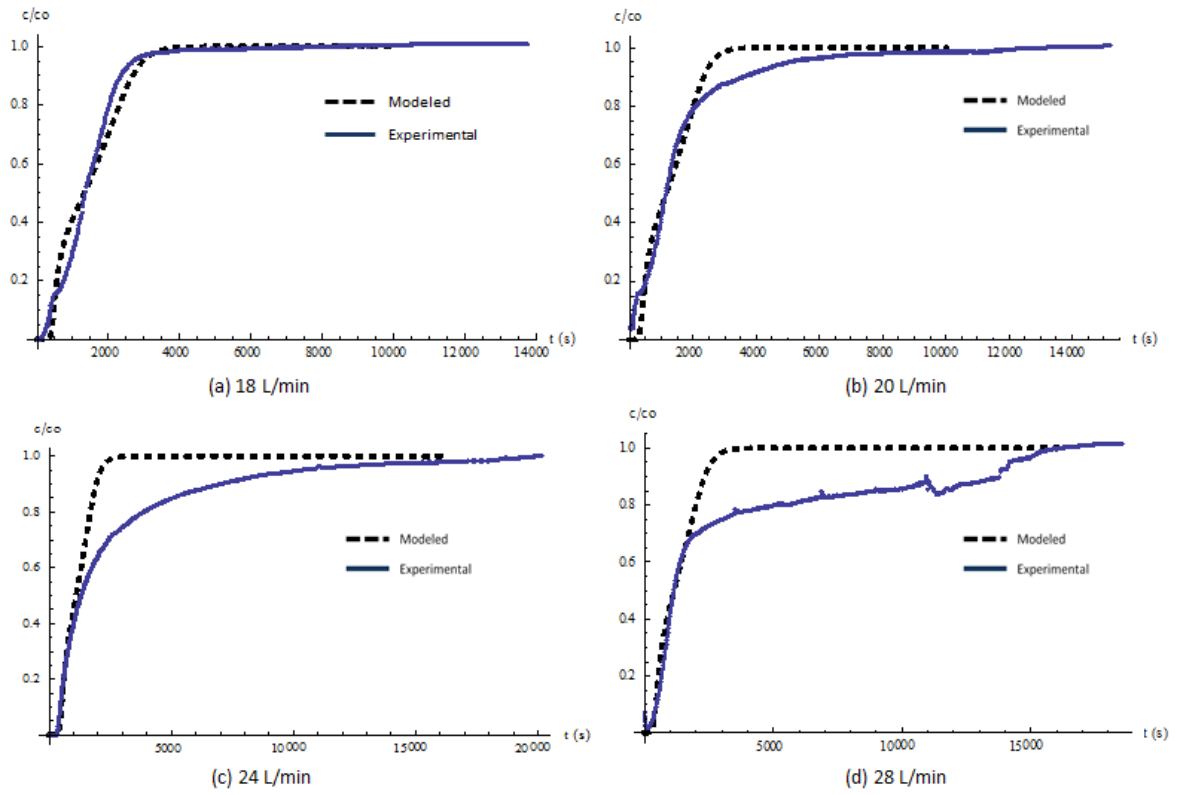 c/co
1.0
0.8
0.6
0.4
0.2
2000 4000 6000 8000 10000 12000 14000 t (s)
Modeled
Experimental
(a) 18 L/min
c/co
1.0
0.8
0.6
0.4
0.2
2000 4000 6000 8000 10000 12000 14000 t (s)
Modeled
Experimental
(b) 20 L/min
c/co
1.0
0.8
0.6
0.4
0.2
5000 10000 15000 20000 t (s)
Modeled
Experimental
(c) 24 L/min
c/co
1.0
0.8
0.6
0.4
0.2
5000 10000 15000 t (s)
Modeled
Experimental
(d) 28 L/min